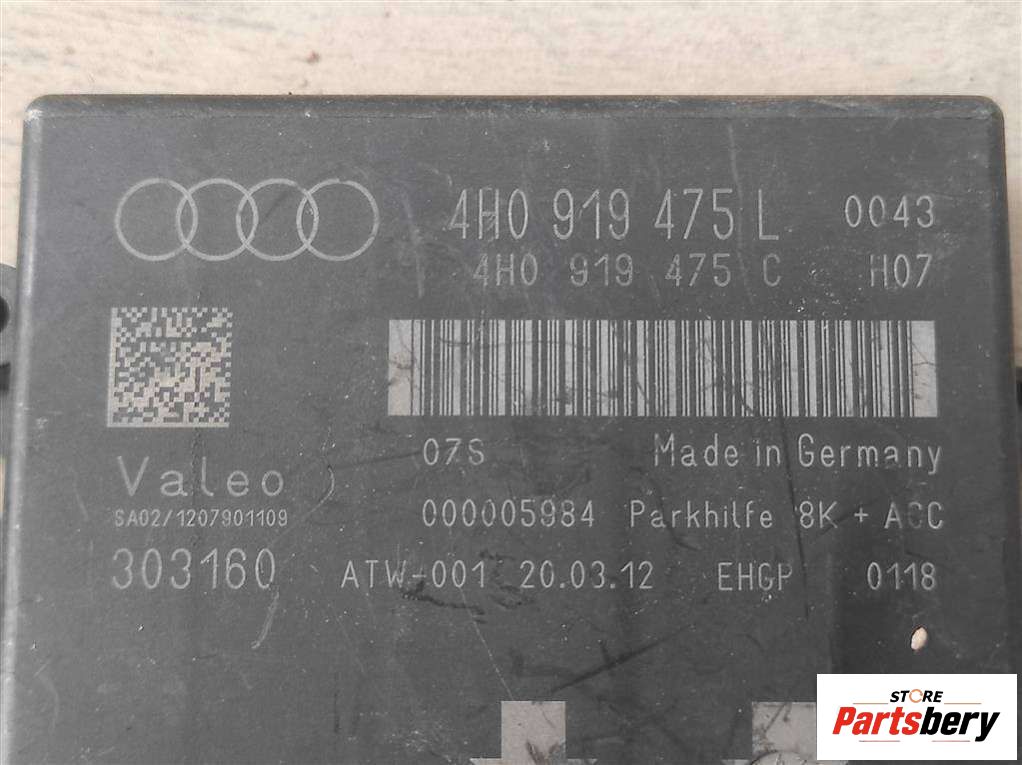 4H0 919 475 L 0043
4H0 919 475 C H07
07S Made in Germany
Valeo
SA02/1207901109
000005984 Parkhilfe 8K + ACC
303160 ATW-001 20.03.12 EHGP 0118
STORE
Partsbery